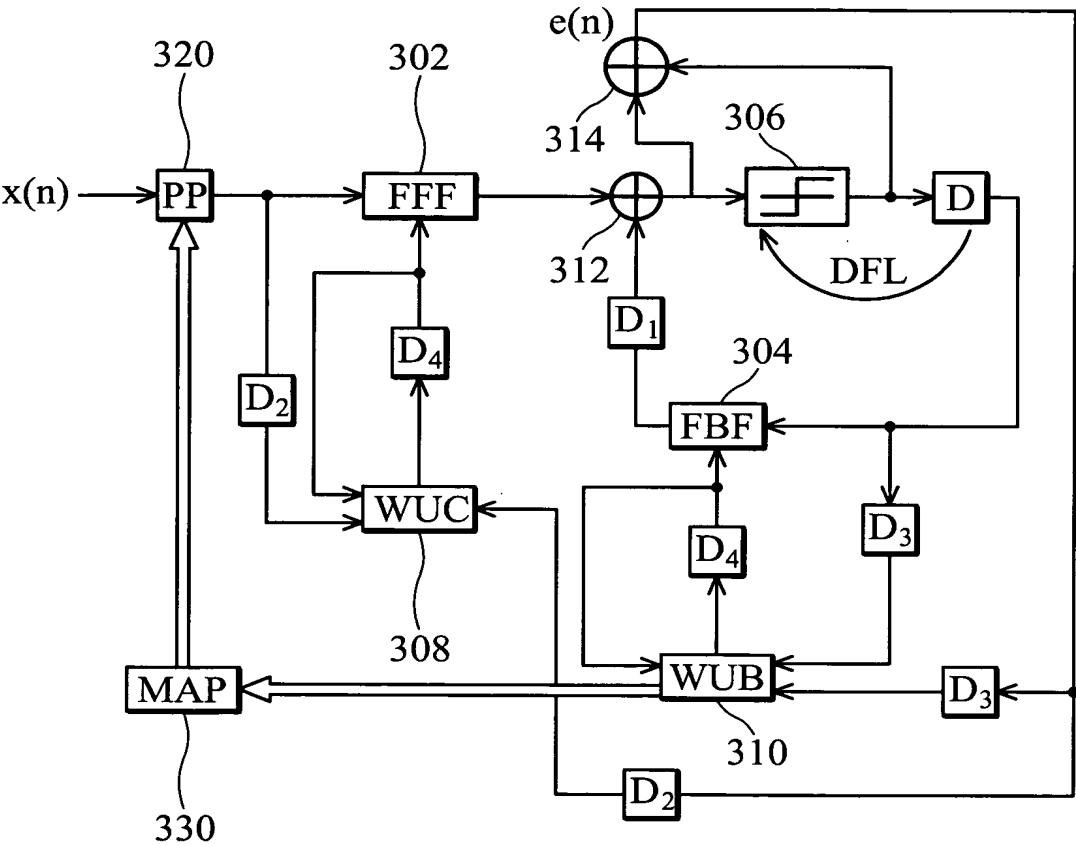 e(n)
320
302
314
306
x(n)
PP
FFF
D
312
DFL
D₁
D₄
304
D₂
FBF
WUC
D₃
D₄
308
WUB
MAP
D₃
310
D₂
330